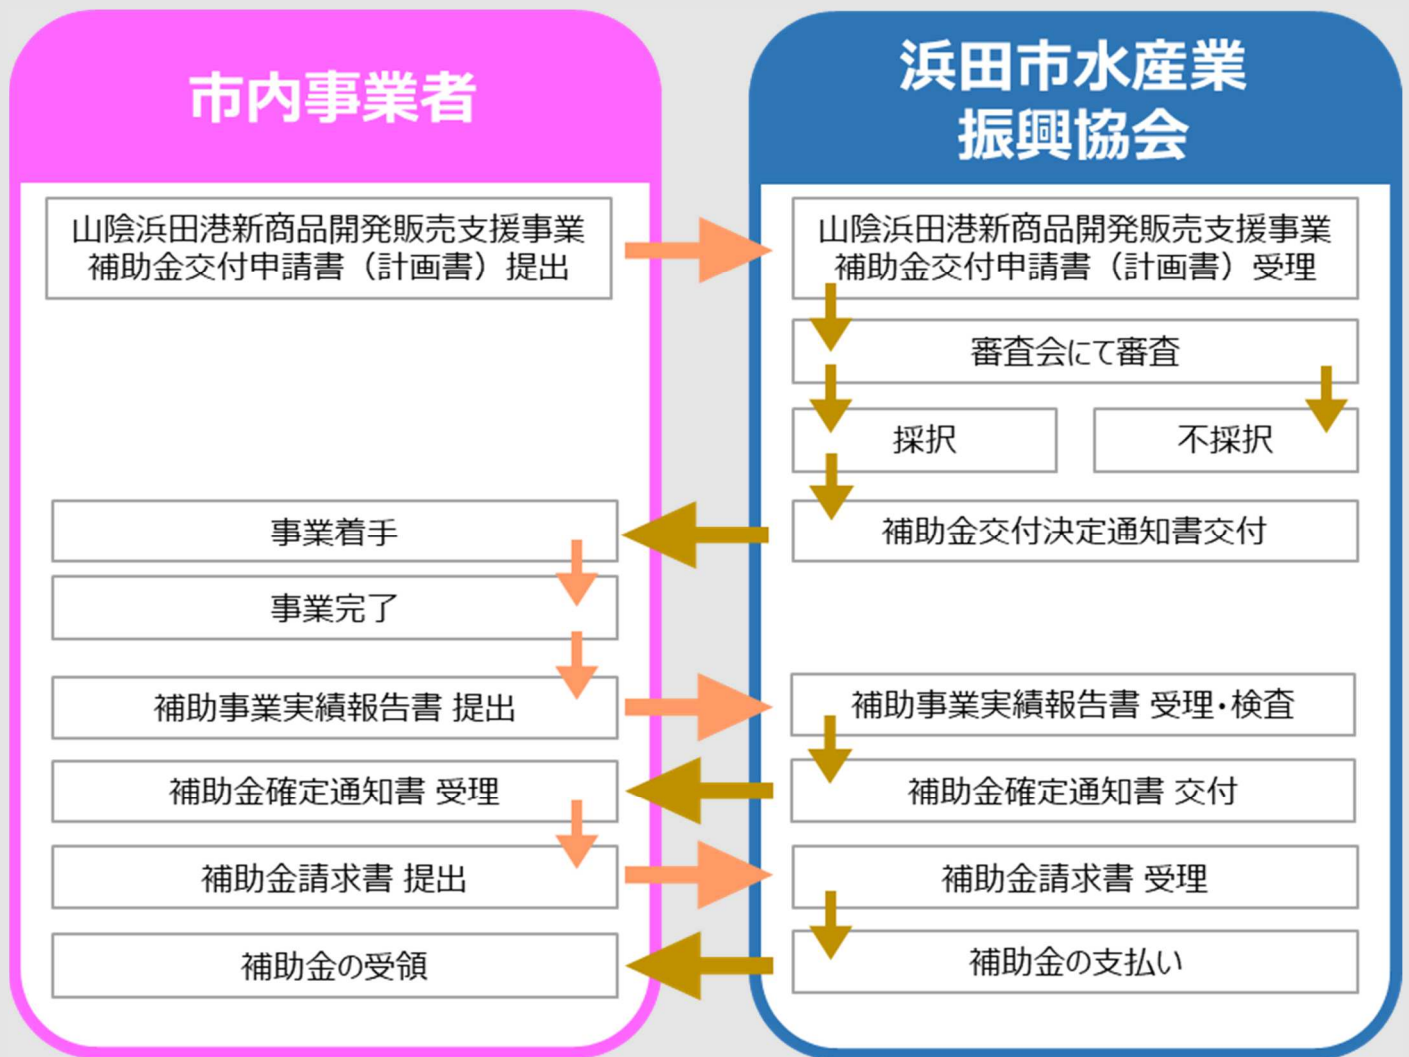 市内事業者
浜田市水産業
振興協会
山陰浜田港新商品開発販売支援事業
補助金交付申請書（計画書）提出
山陰浜田港新商品開発販売支援事業
補助金交付申請書（計画書）受理
審査会にて審査
採択
不採択
事業着手
補助金交付決定通知書交付
事業完了
補助事業実績報告書 提出
補助事業実績報告書 受理・検査
補助金確定通知書 受理
補助金確定通知書 交付
補助金請求書 提出
補助金請求書 受理
補助金の受領
補助金の支払い